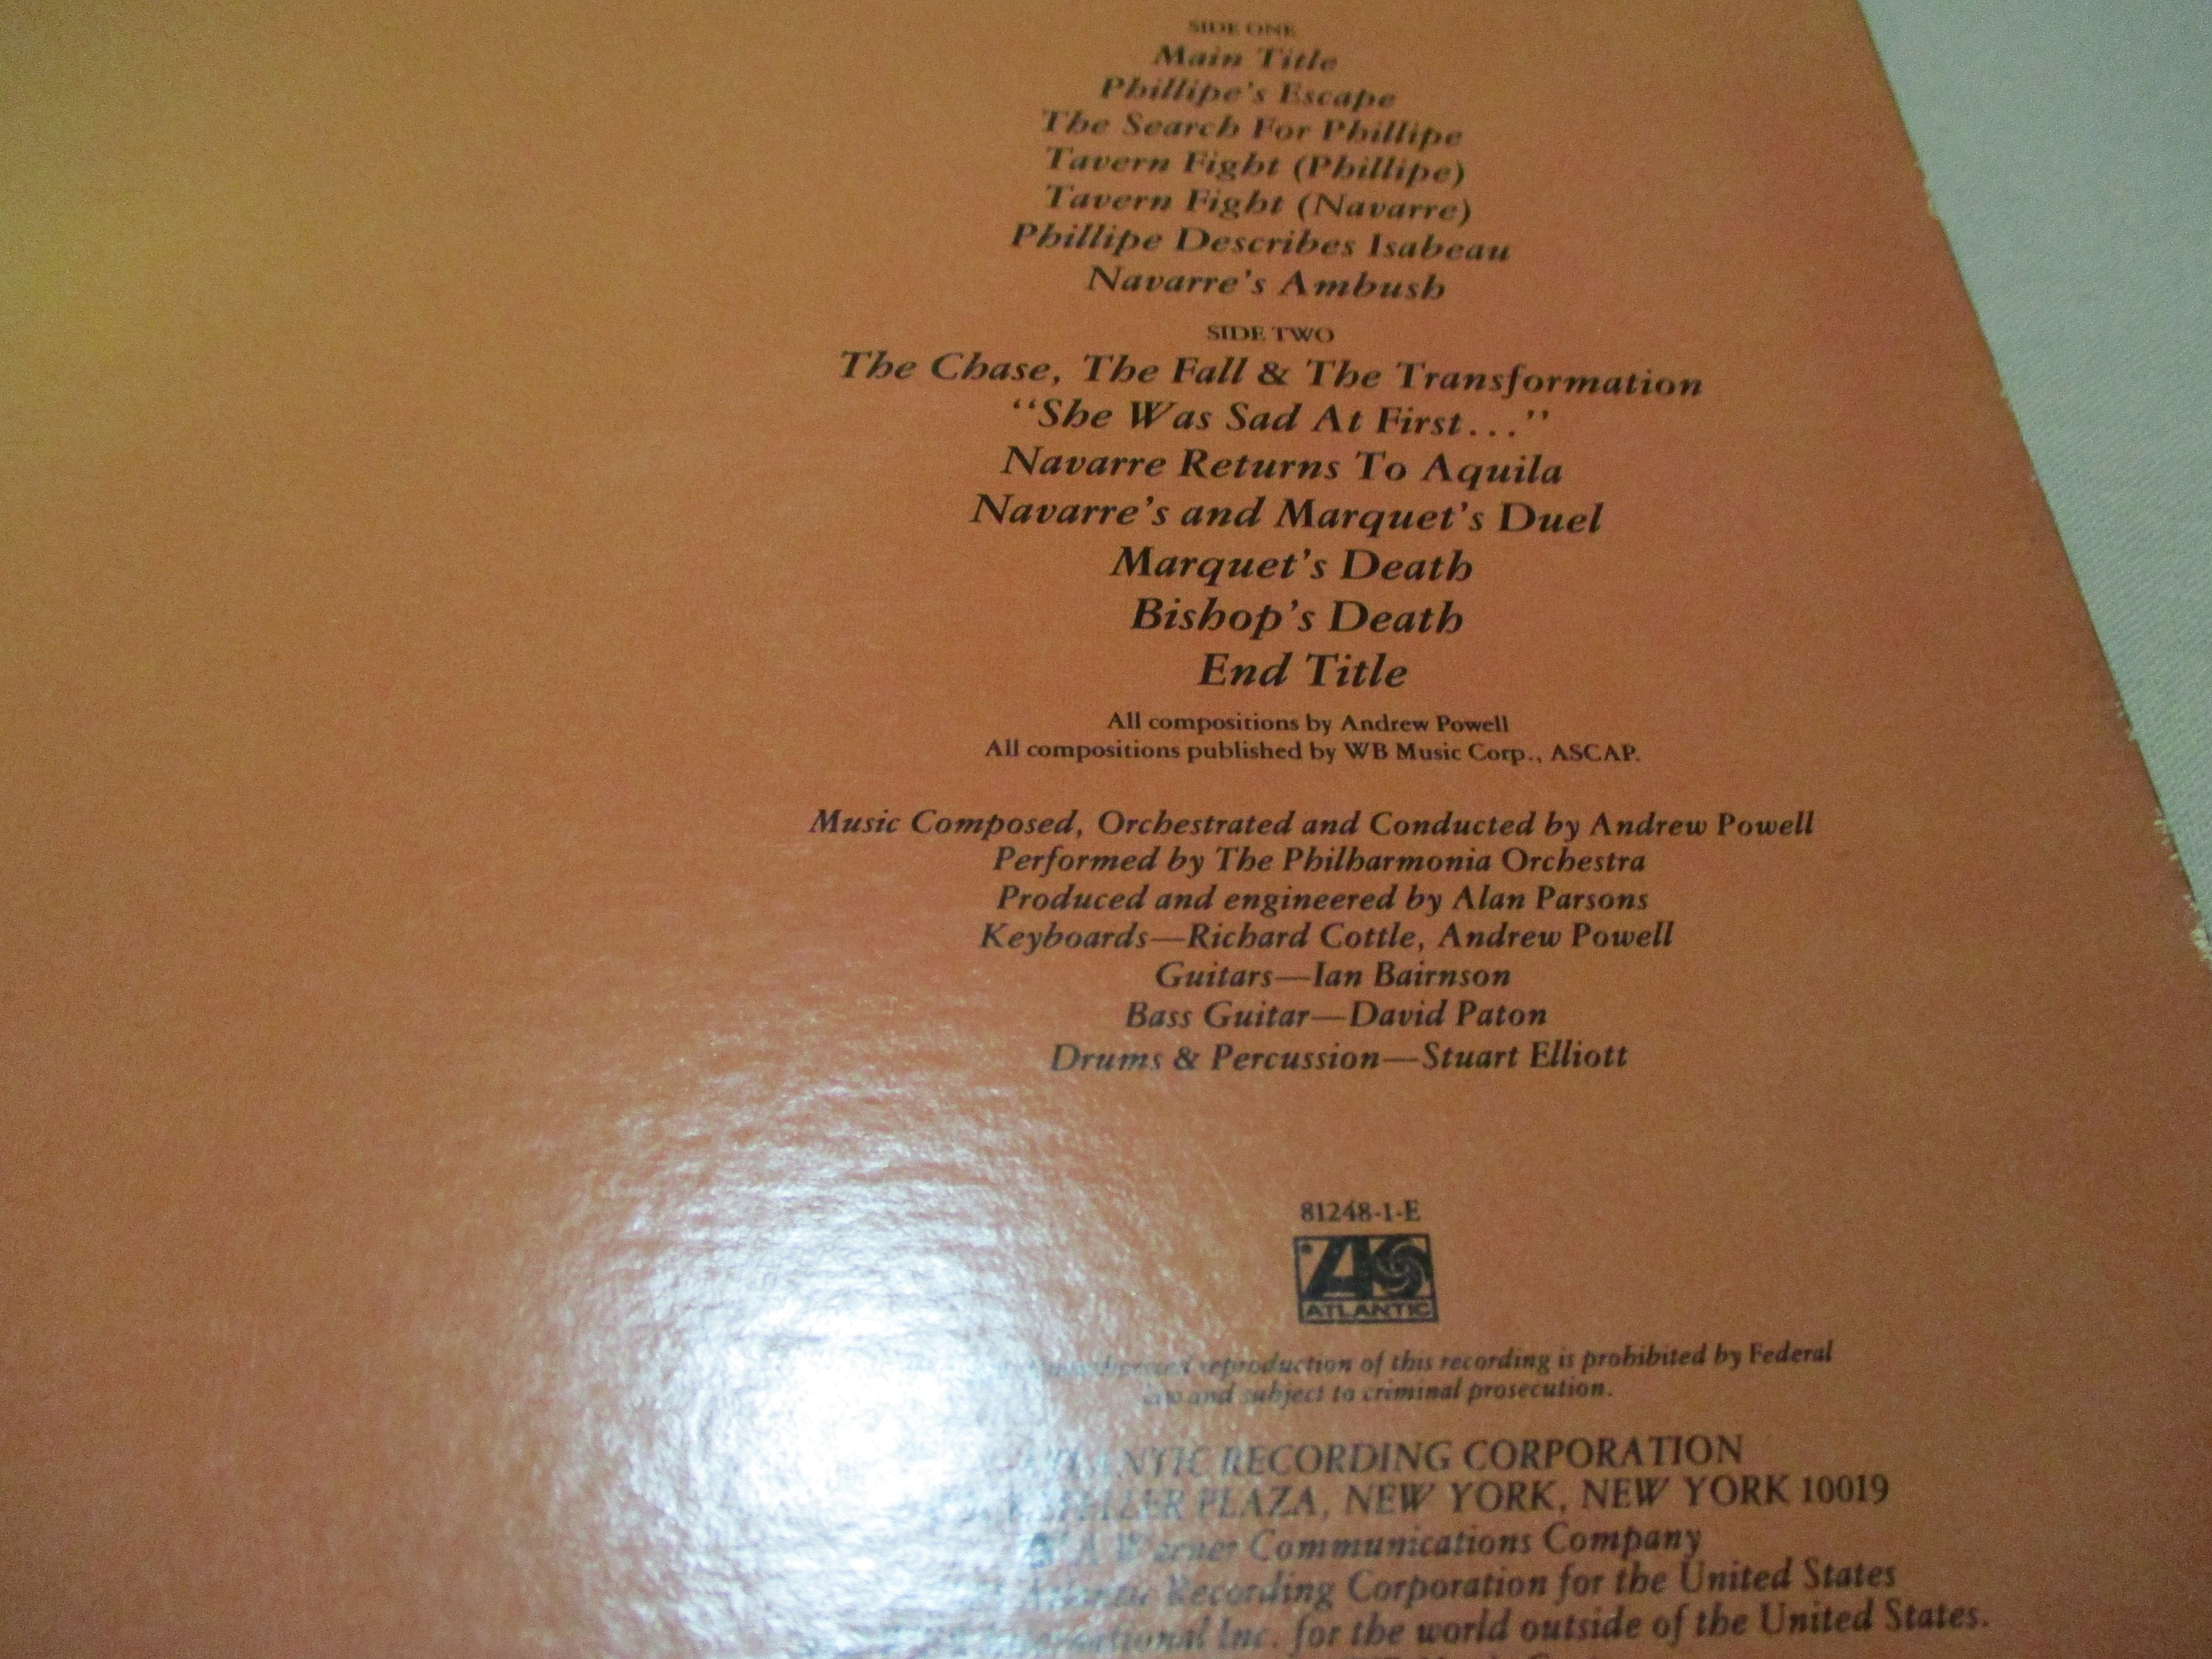 SIDE ONE
Main Title
Phillipe's Escape
The Search For Phillipe
Tavern Fight (Phillipe)
Tavern Fight (Navarre)
Phillipe Describes Isabeau
Navarre's Ambush
SIDE TWO
The Chase, The Fall & The Transformation
“She Was Sad At First...”
Navarre Returns To Aquila
Navarre's and Marquet's Duel
Marquet's Death
Bishop's Death
End Title
All compositions by Andrew Powell
All compositions published by WB Music Corp., ASCAP.
Music Composed, Orchestrated and Conducted by Andrew Powell
Performed by The Philharmonia Orchestra
Produced and engineered by Alan Parsons
Keyboards—Richard Cottle, Andrew Powell
Guitars—Ian Bairnson
Bass Guitar—David Paton
Drums & Percussion—Stuart Elliott
81248-1-E
ATLANTIC
reproduction of this recording is prohibited by Federal
and subject to criminal prosecution.
ATLANTIC RECORDING CORPORATION
PLAZA, NEW YORK, NEW YORK 10019
A Warner Communications Company
Atlantic Recording Corporation for the United States
International Inc. for the world outside of the United States.